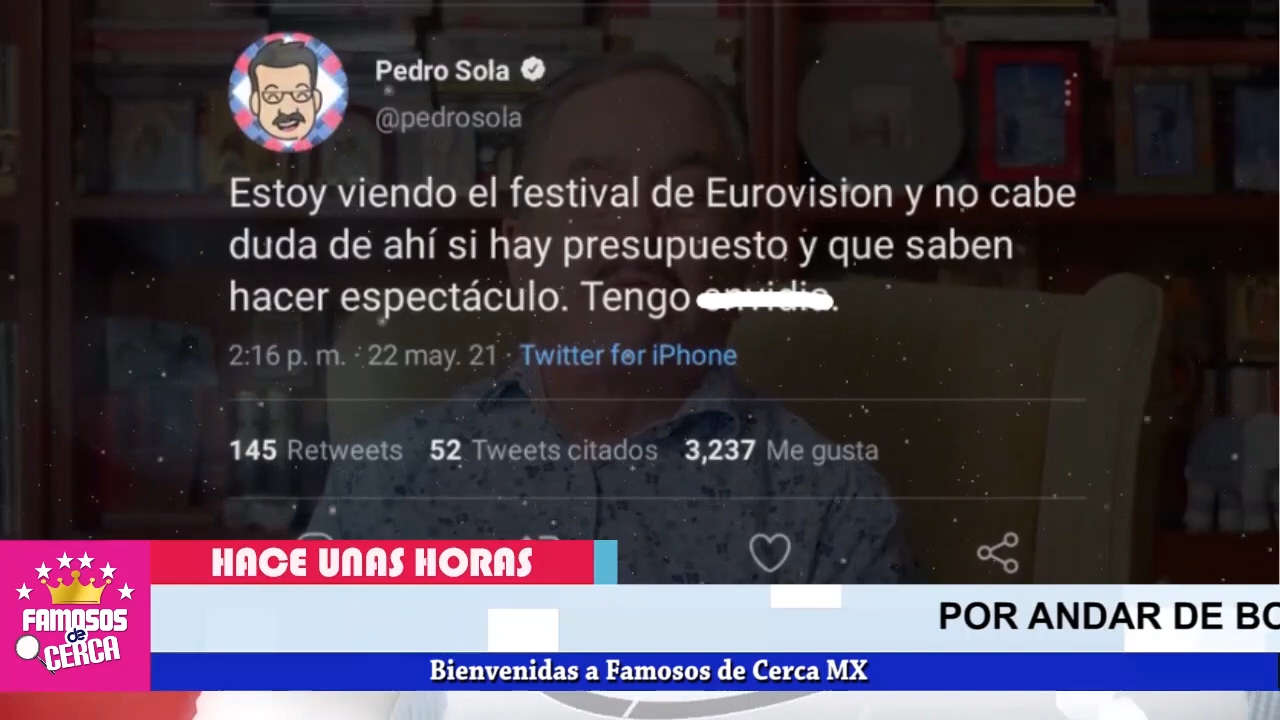 Pedro Sola
@pedrosola
Estoy viendo el festival de Eurovision y no cabe
duda de ahí si hay presupuesto y que saben
hacer espectáculo. Tengo envidia.
2:16 p. m. · 22 may. 21 · Twitter for iPhone
145 Retweets 52 Tweets citados 3,237 Me gusta
HACE UNAS HORAS
FAMOSOS
de
CERCA
POR ANDAR DE BO
Bienvenidas a Famosos de Cerca MX